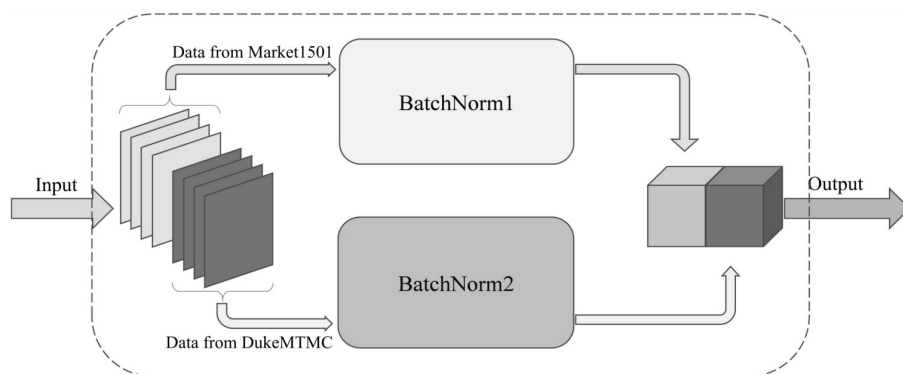 Data from Market1501
BatchNorm1
Input
Output
BatchNorm2
Data from DukeMTMC